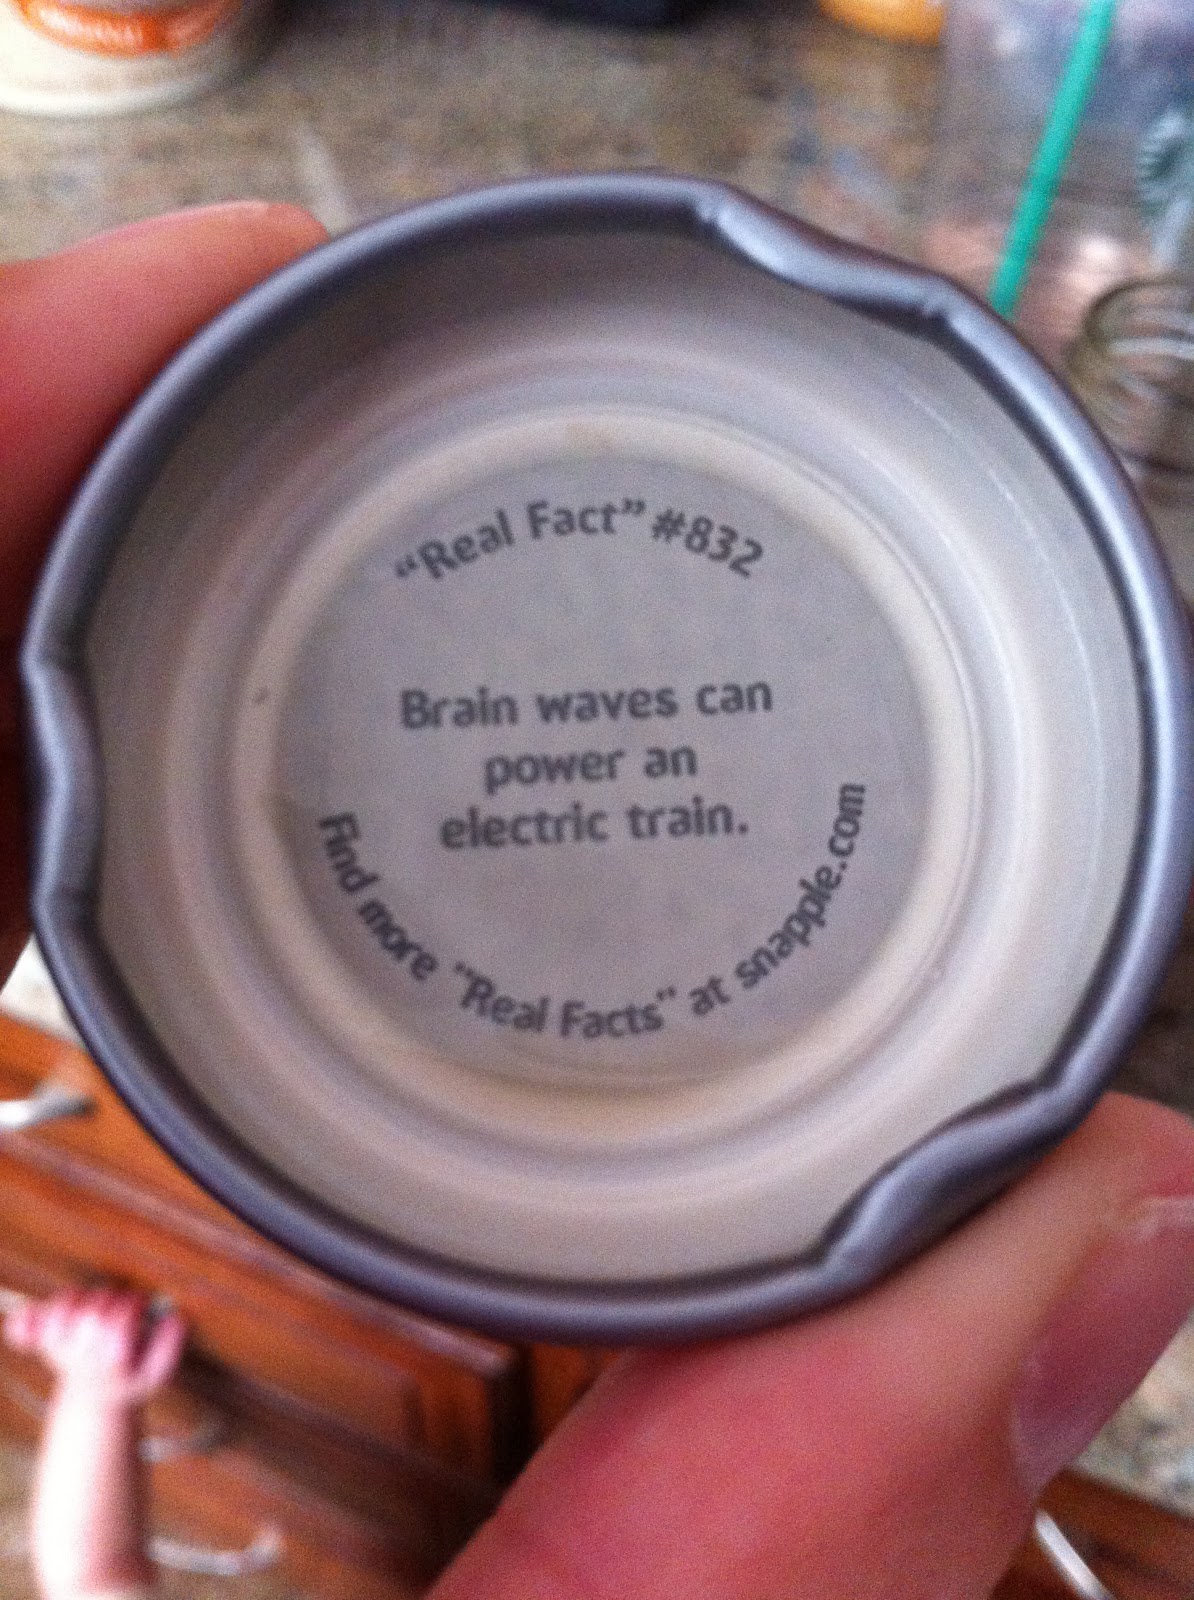 “Real Fact” #832
Brain waves can
power an
electric train.
Find more “Real Facts” at snapple.com